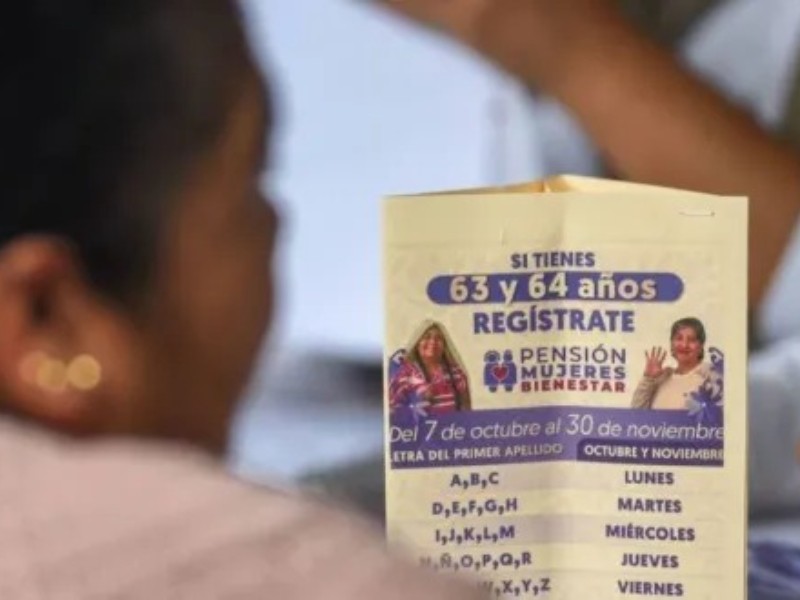 SI TIENES
63 y 64 años
REGÍSTRATE
PENSIÓN
MUJERES
BIENESTAR
Del 7 de octubre al 30 de noviembre
ETRA DEL PRIMER APELLIDO OCTUBRE Y NOVIEMBRE
A,B,C LUNES
D,E,F,G,H MARTES
I,J,K,L,M MIÉRCOLES
N,Ñ,O,P,Q,R JUEVES
W,X,Y,Z VIERNES